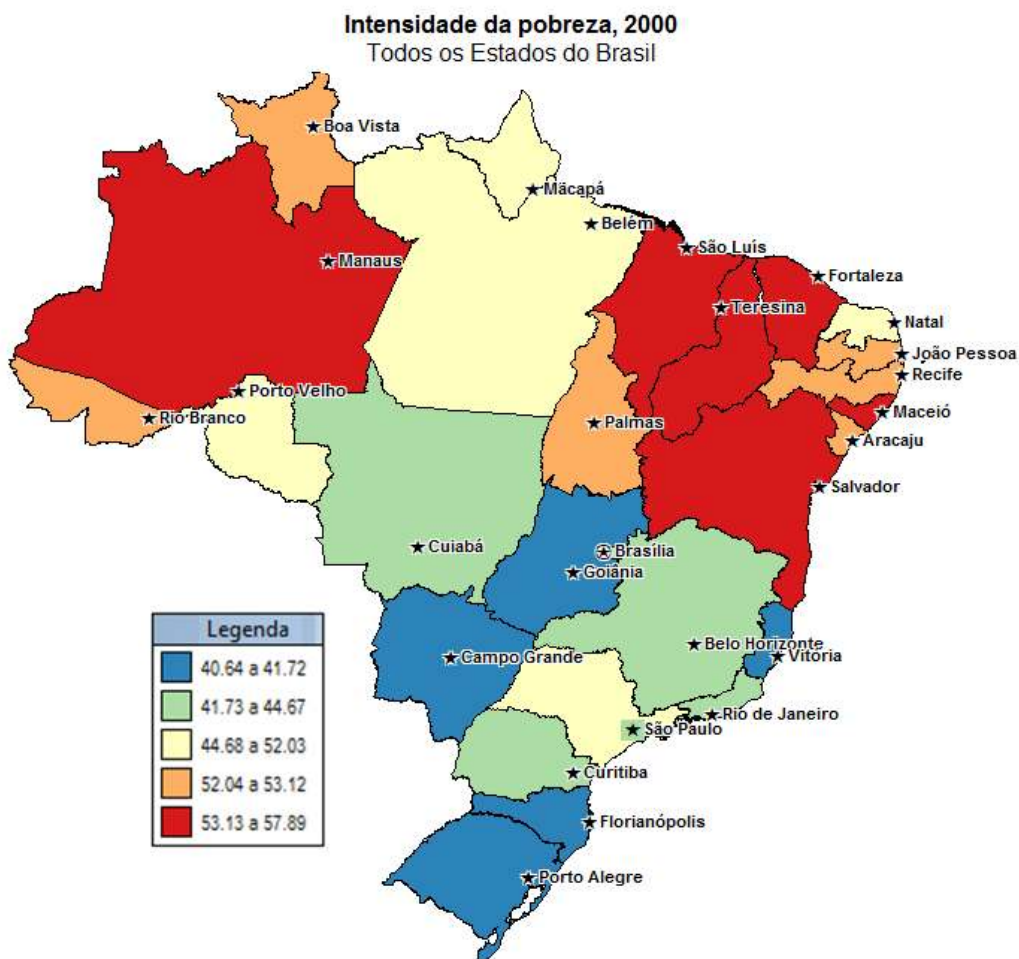 Intensidade da pobreza, 2000
Todos os Estados do Brasil
Boa Vista
Mäcapá
Belém
São Luís
Manaus
Fortaleza
Teresina
Natal
João Pessoa
Recife
Porto Velho
Maceió
Rio Branco
Palmas
Aracaju
Salvador
Cuiabá
Brasília
Goiânia
Legenda
Belo Horizonte
Vitória
Campo Grande
40.64 a 41.72
41.73 a 44.67
Rio de Janeiro
São Paulo
44.68 a 52.03
Curitiba
52.04 a 53.12
53.13 a 57.89
Florianópolis
Porto Alegre